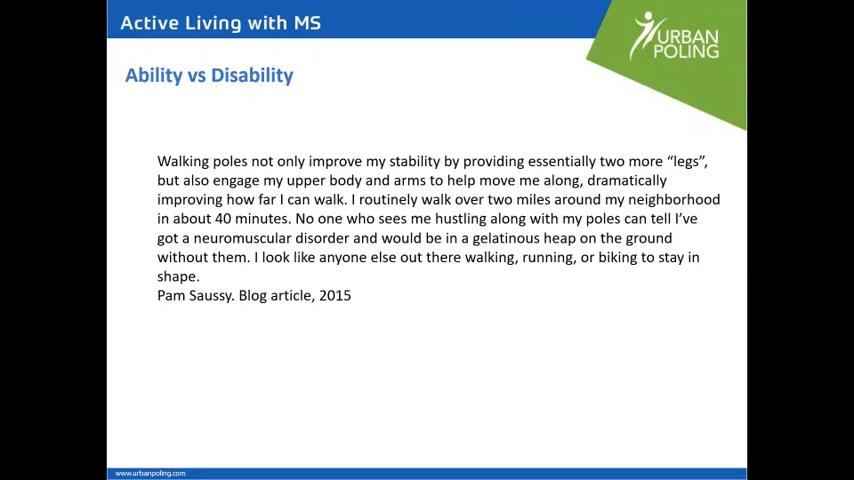 Active Living with MS
URBAN
POLING
Ability vs Disability
Walking poles not only improve my stability by providing essentially two more “legs”,
but also engage my upper body and arms to help move me along, dramatically
improving how far I can walk. I routinely walk over two miles around my neighborhood
in about 40 minutes. No one who sees me hustling along with my poles can tell I’ve
got a neuromuscular disorder and would be in a gelatinous heap on the ground
without them. I look like anyone else out there walking, running, or biking to stay in
shape.
Pam Saussy. Blog article, 2015
www.urbanpoling.com